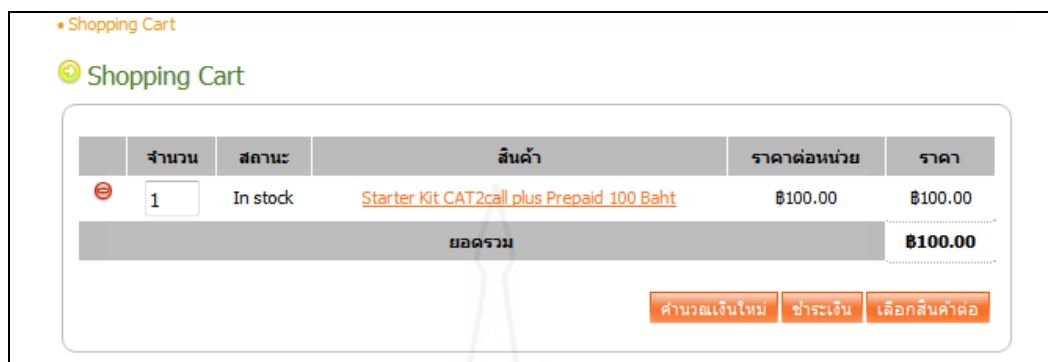 • Shopping Cart
Shopping Cart
จำนวน สถานะ สินค้า ราคาต่อหน่วย ราคา
1 In stock Starter Kit CAT2call plus Prepaid 100 Baht ฿100.00 ฿100.00
ยอดรวม ฿100.00
คำนวณเงินใหม่ ชำระเงิน เลือกสินค้าต่อ